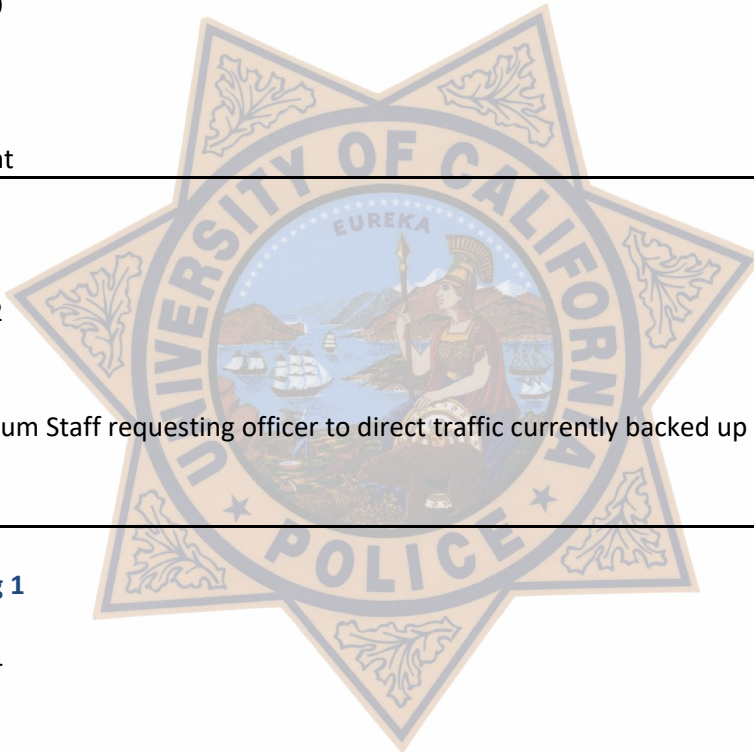 nt
UNIVERSITY OF CALIFORNIA
EUREKA
2
um Staff requesting officer to direct traffic currently backed up
POLICE
g 1